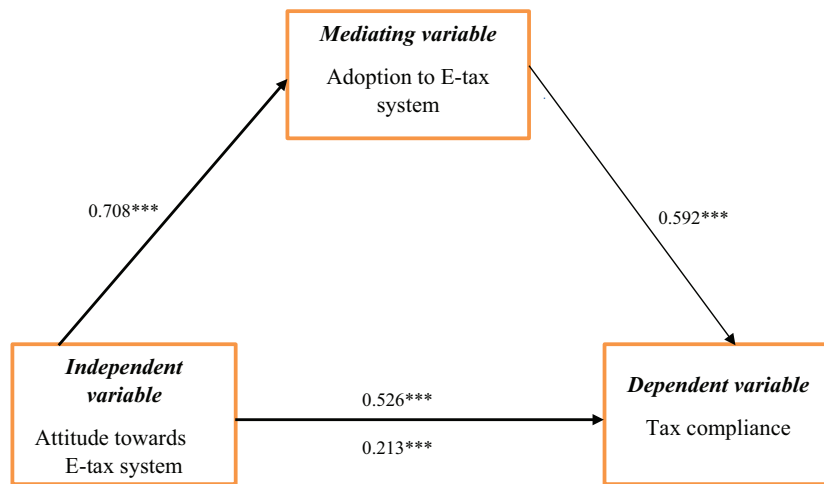 Mediating variable
Adoption to E-tax
system
0.708***
0.592***
Independent
variable
Attitude towards
E-tax system
0.526***
0.213***
Dependent variable
Tax compliance